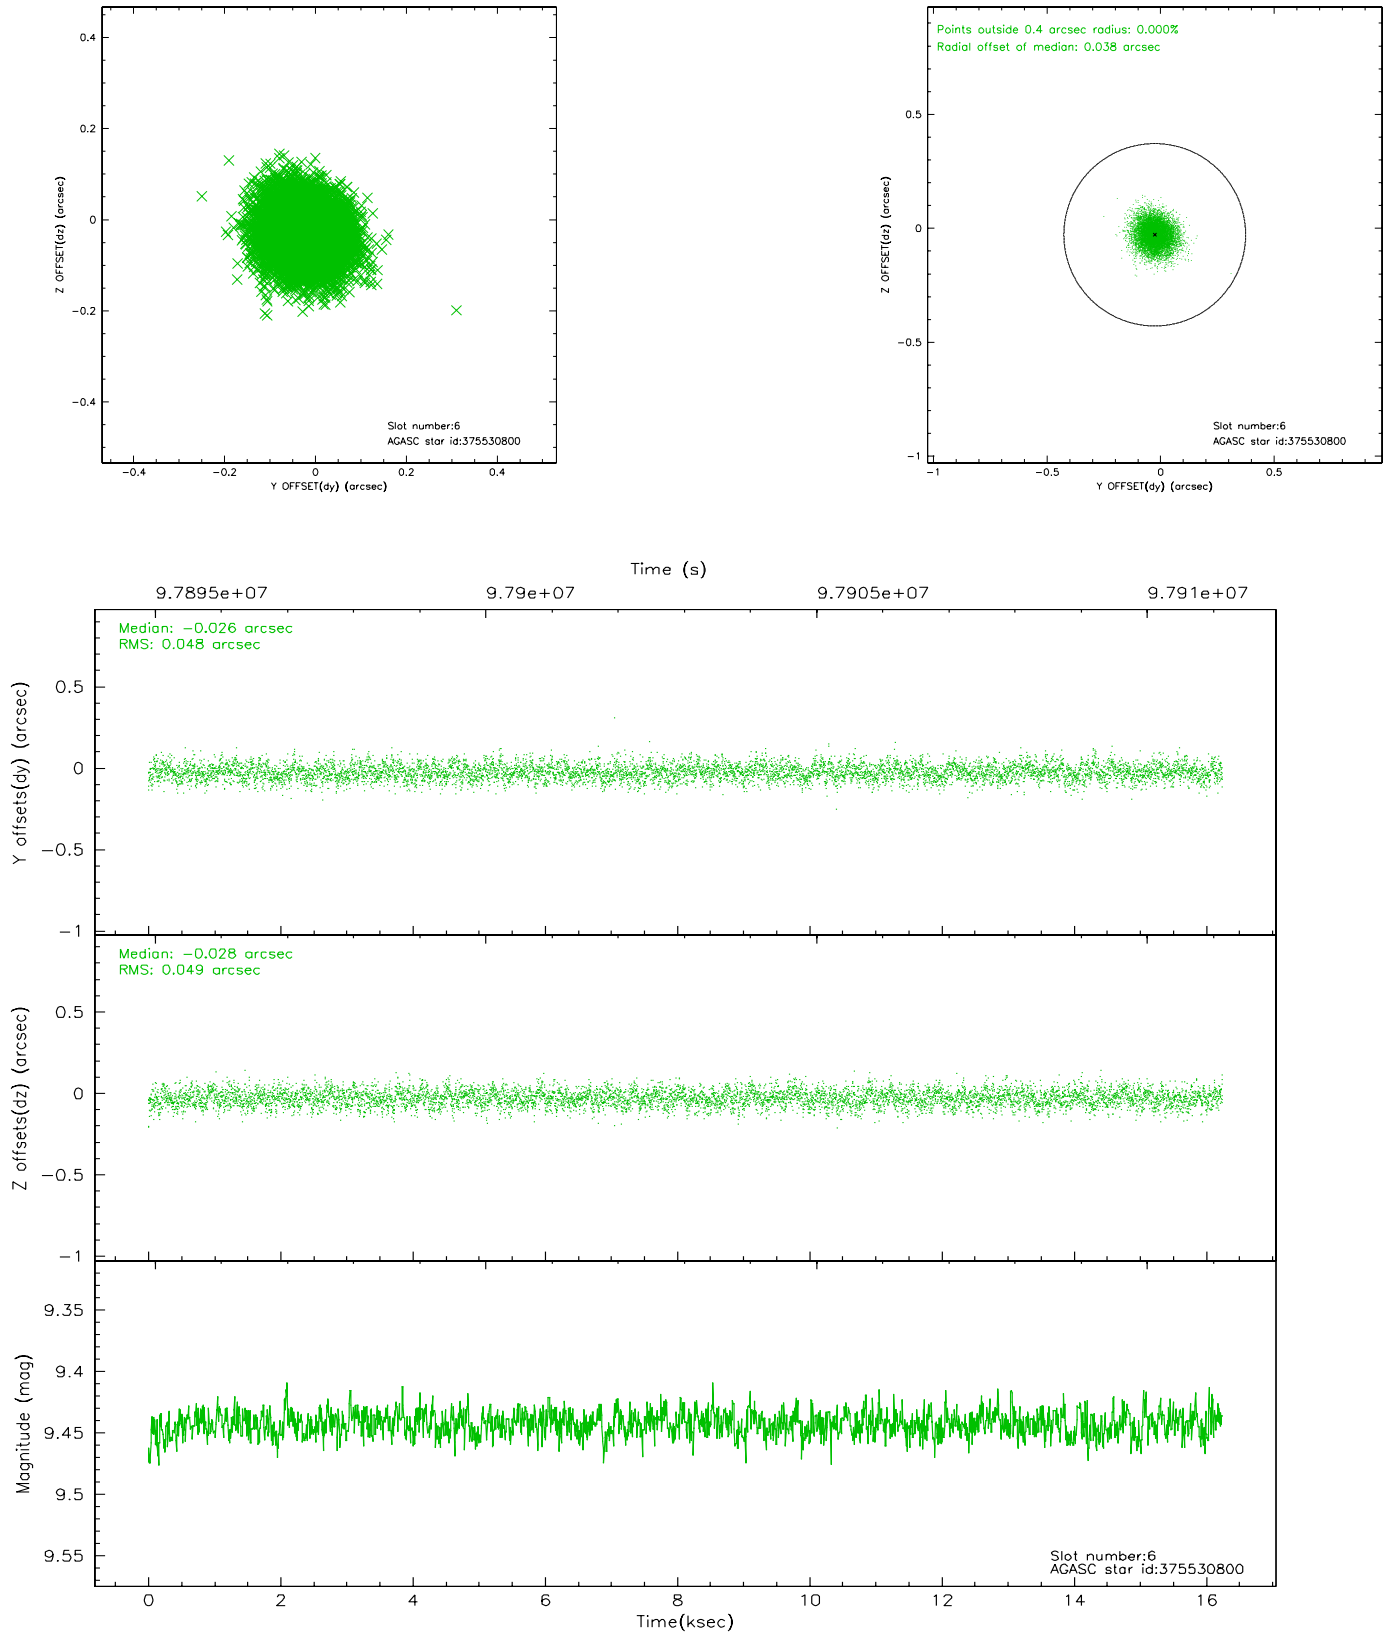 0.4
0.2
0
−0.2
−0.4
Z OFFSET(dz) (arcsec)
Slot number:6
AGASC star id:375530800
−0.4 −0.2 0 0.2 0.4
Y OFFSET(dy) (arcsec)
Points outside 0.4 arcsec radius: 0.000%
Radial offset of median: 0.038 arcsec
0.5
0
−0.5
−1
Z OFFSET(dz) (arcsec)
Slot number:6
AGASC star id:375530800
−1 −0.5 0 0.5
Y OFFSET(dy) (arcsec)
Time (s)
9.7895e+07 9.79e+07 9.7905e+07 9.791e+07
Median: −0.026 arcsec
RMS: 0.048 arcsec
0.5
0
−0.5
−1
Y offsets(dy) (arcsec)
Median: −0.028 arcsec
RMS: 0.049 arcsec
0.5
0
−0.5
−1
Z offsets(dz) (arcsec)
9.35
9.4
9.45
9.5
9.55
Magnitude (mag)
Slot number:6
AGASC star id:375530800
0 2 4 6 8 10 12 14 16
Time(ksec)